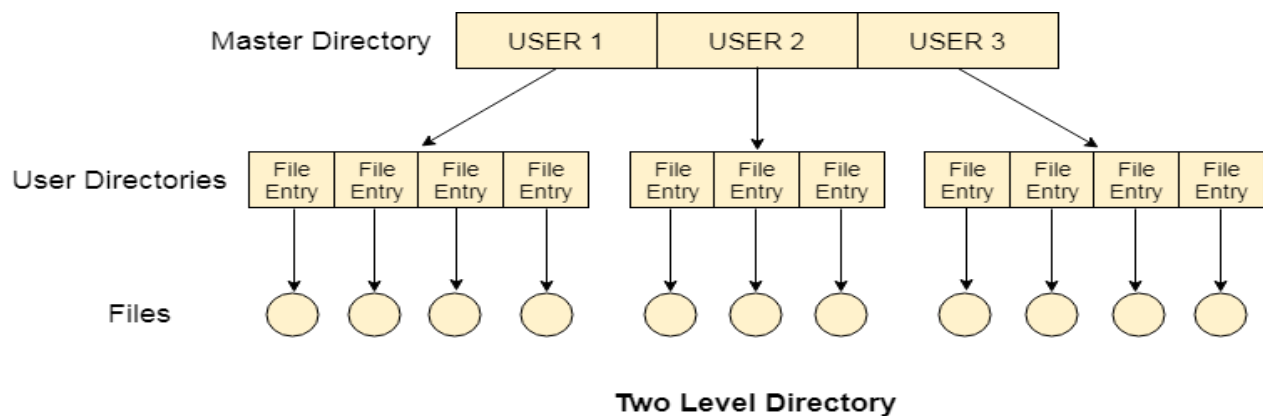 Master Directory
USER 1
USER 2
USER 3
User Directories
File
Entry
File
Entry
File
Entry
File
Entry
File
Entry
File
Entry
File
Entry
File
Entry
File
Entry
File
Entry
File
Entry
Files
Two Level Directory